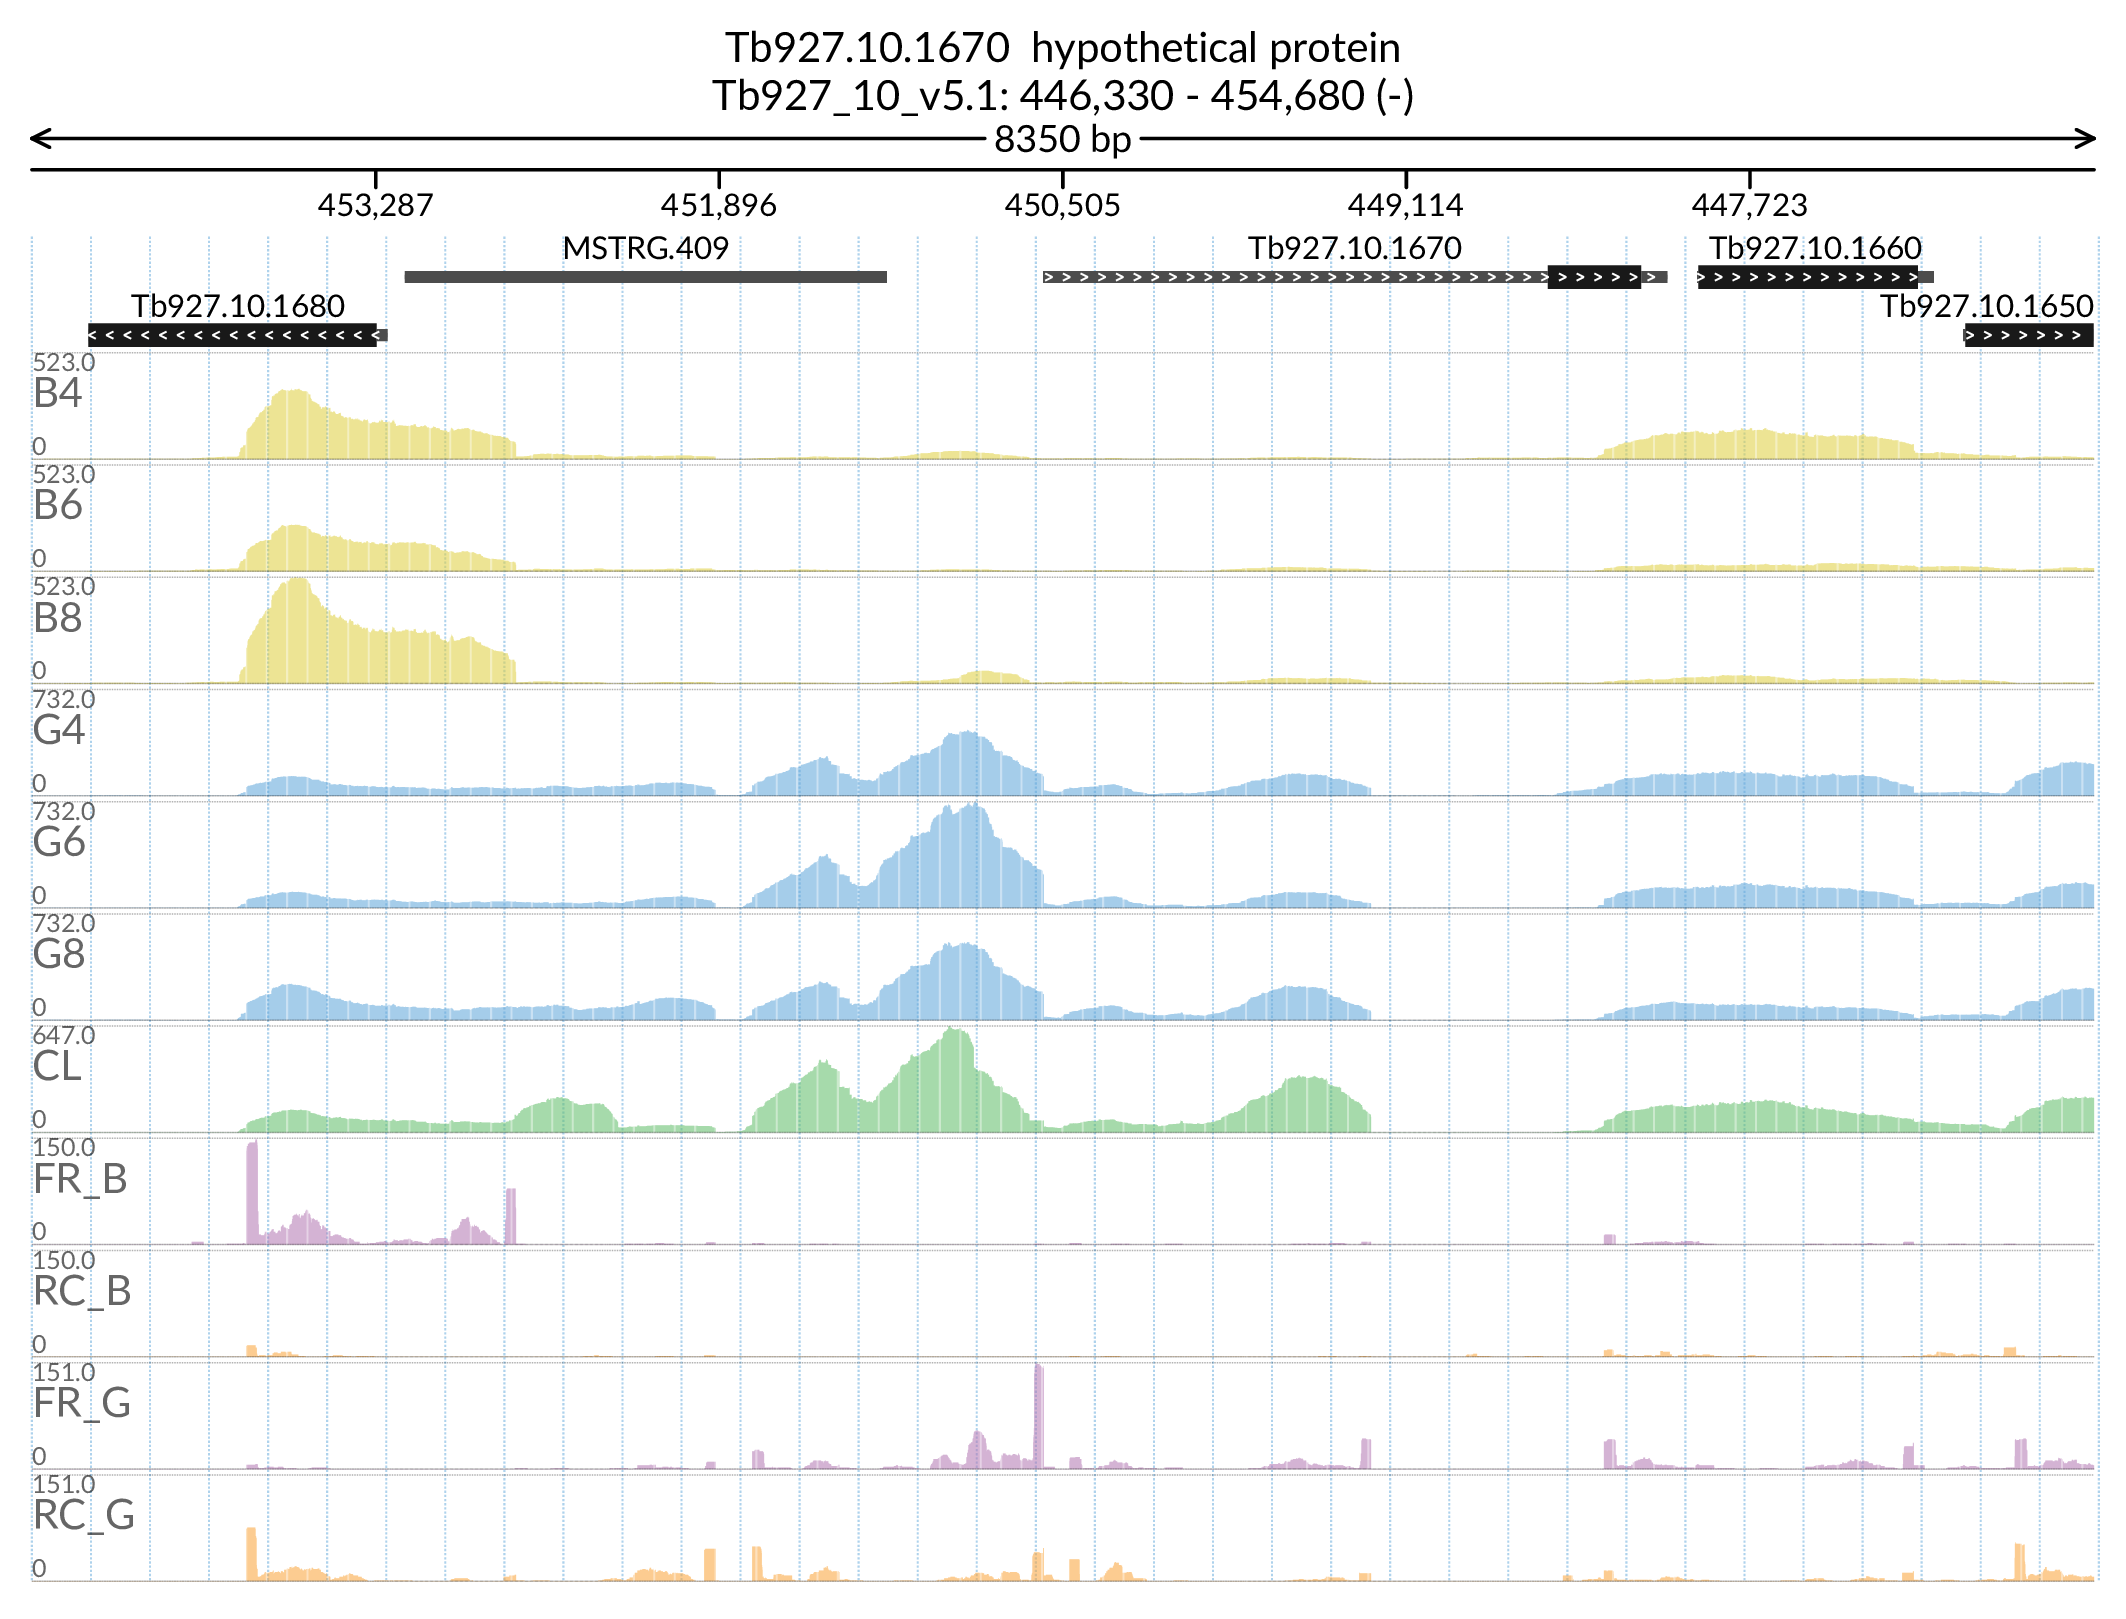 Tb927.10.1670 hypothetical protein
Tb927_10_v5.1: 446,330 - 454,680 (-)
8350 bp
453,287 451,896 450,505 449,114 447,723
MSTRG.409 Tb927.10.1670 Tb927.10.1660
Tb927.10.1680 Tb927.10.1650
523.0
B4
0
523.0
B6
0
523.0
B8
0
732.0
G4
0
732.0
G6
0
732.0
G8
0
647.0
CL
0
150.0
FR_B
0
150.0
RC_B
0
151.0
FR_G
0
151.0
RC_G
0